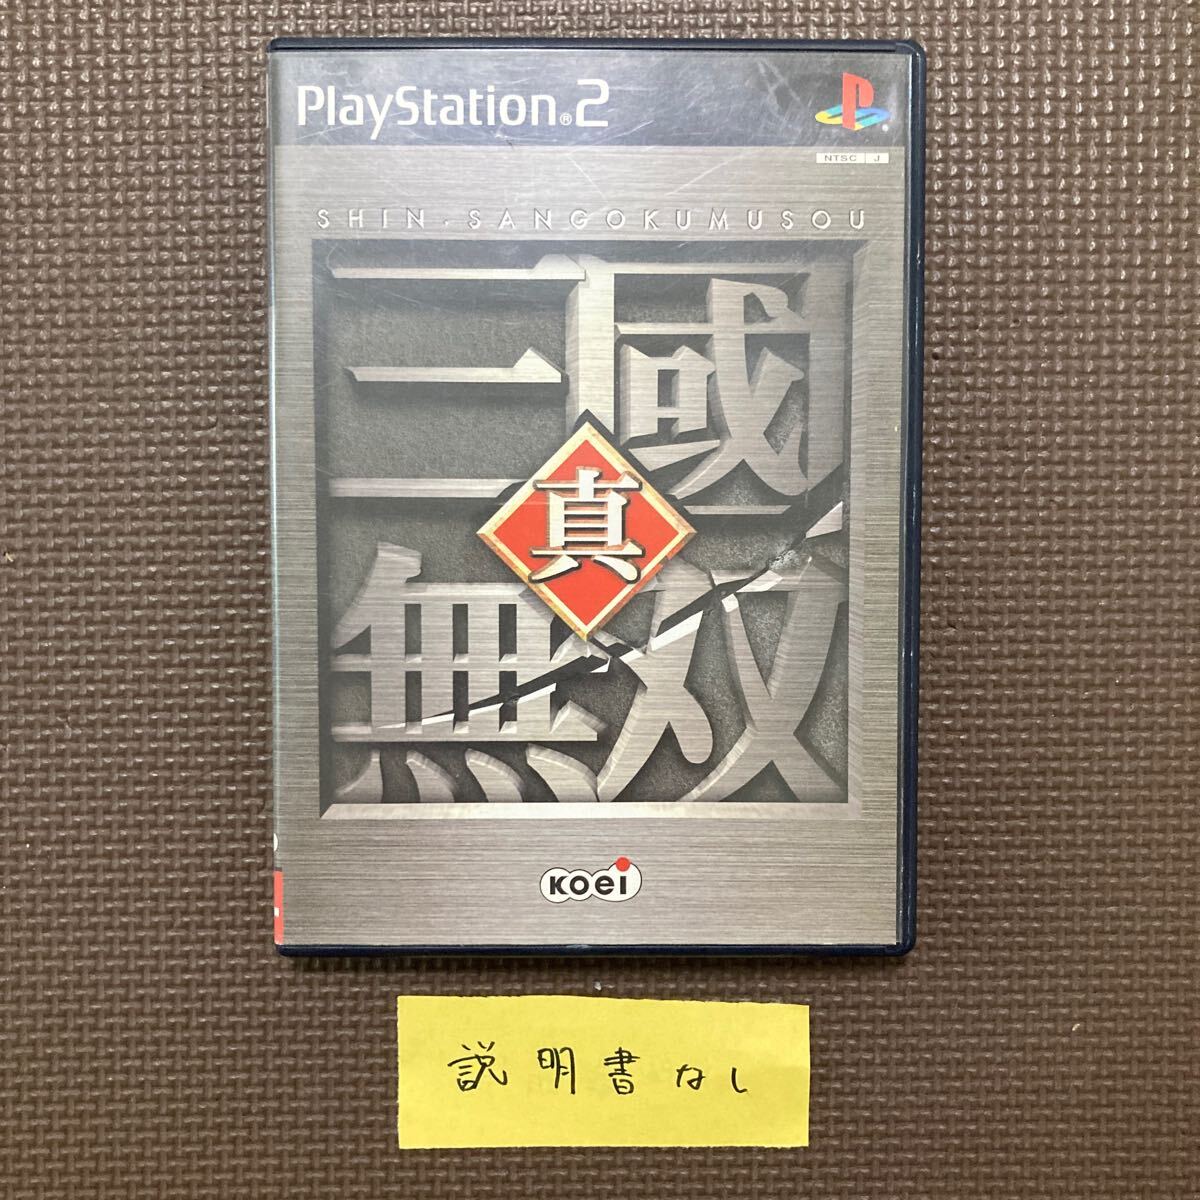 PlayStation®2
NTSC J
SHIN・SANGOKUMUSOU
三國
真
無双
KOEI
説明書なし